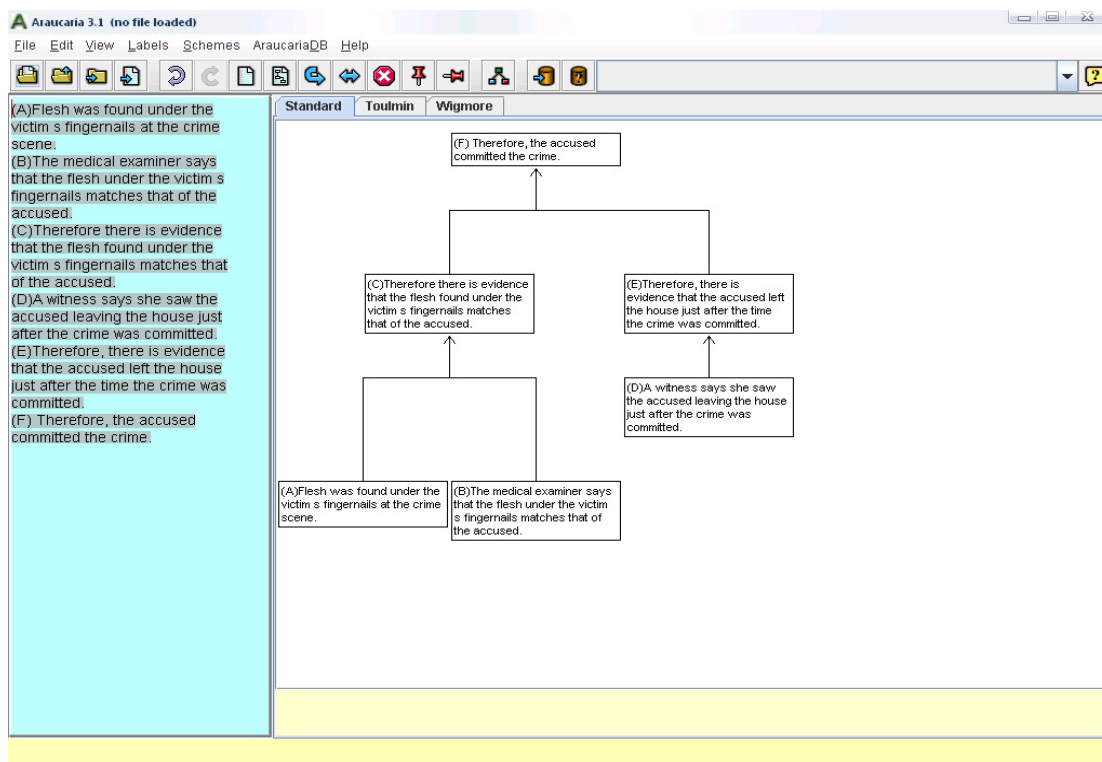 Araucaria 3.1 (no file loaded)
File Edit View Labels Schemes AraucariaDB Help
(A)Flesh was found under the
victim s fingernails at the crime
scene.
(B)The medical examiner says
that the flesh under the victim s
fingernails matches that of the
accused.
(C)Therefore there is evidence
that the flesh found under the
victim s fingernails matches that
of the accused.
(D)A witness says she saw the
accused leaving the house just
after the crime was committed.
(E)Therefore, there is evidence
that the accused left the house
just after the time the crime was
committed.
(F) Therefore, the accused
committed the crime.
Standard Toulmin Wigmore
(F) Therefore, the accused
committed the crime.
(C)Therefore there is evidence
that the flesh found under the
victim s fingernails matches
that of the accused.
(E)Therefore, there is
evidence that the accused left
the house just after the time
the crime was committed.
(D)A witness says she saw
the accused leaving the house
just after the crime was
committed.
(A)Flesh was found under the
victim s fingernails at the crime
scene.
(B)The medical examiner says
that the flesh under the victim
s fingernails matches that of
the accused.